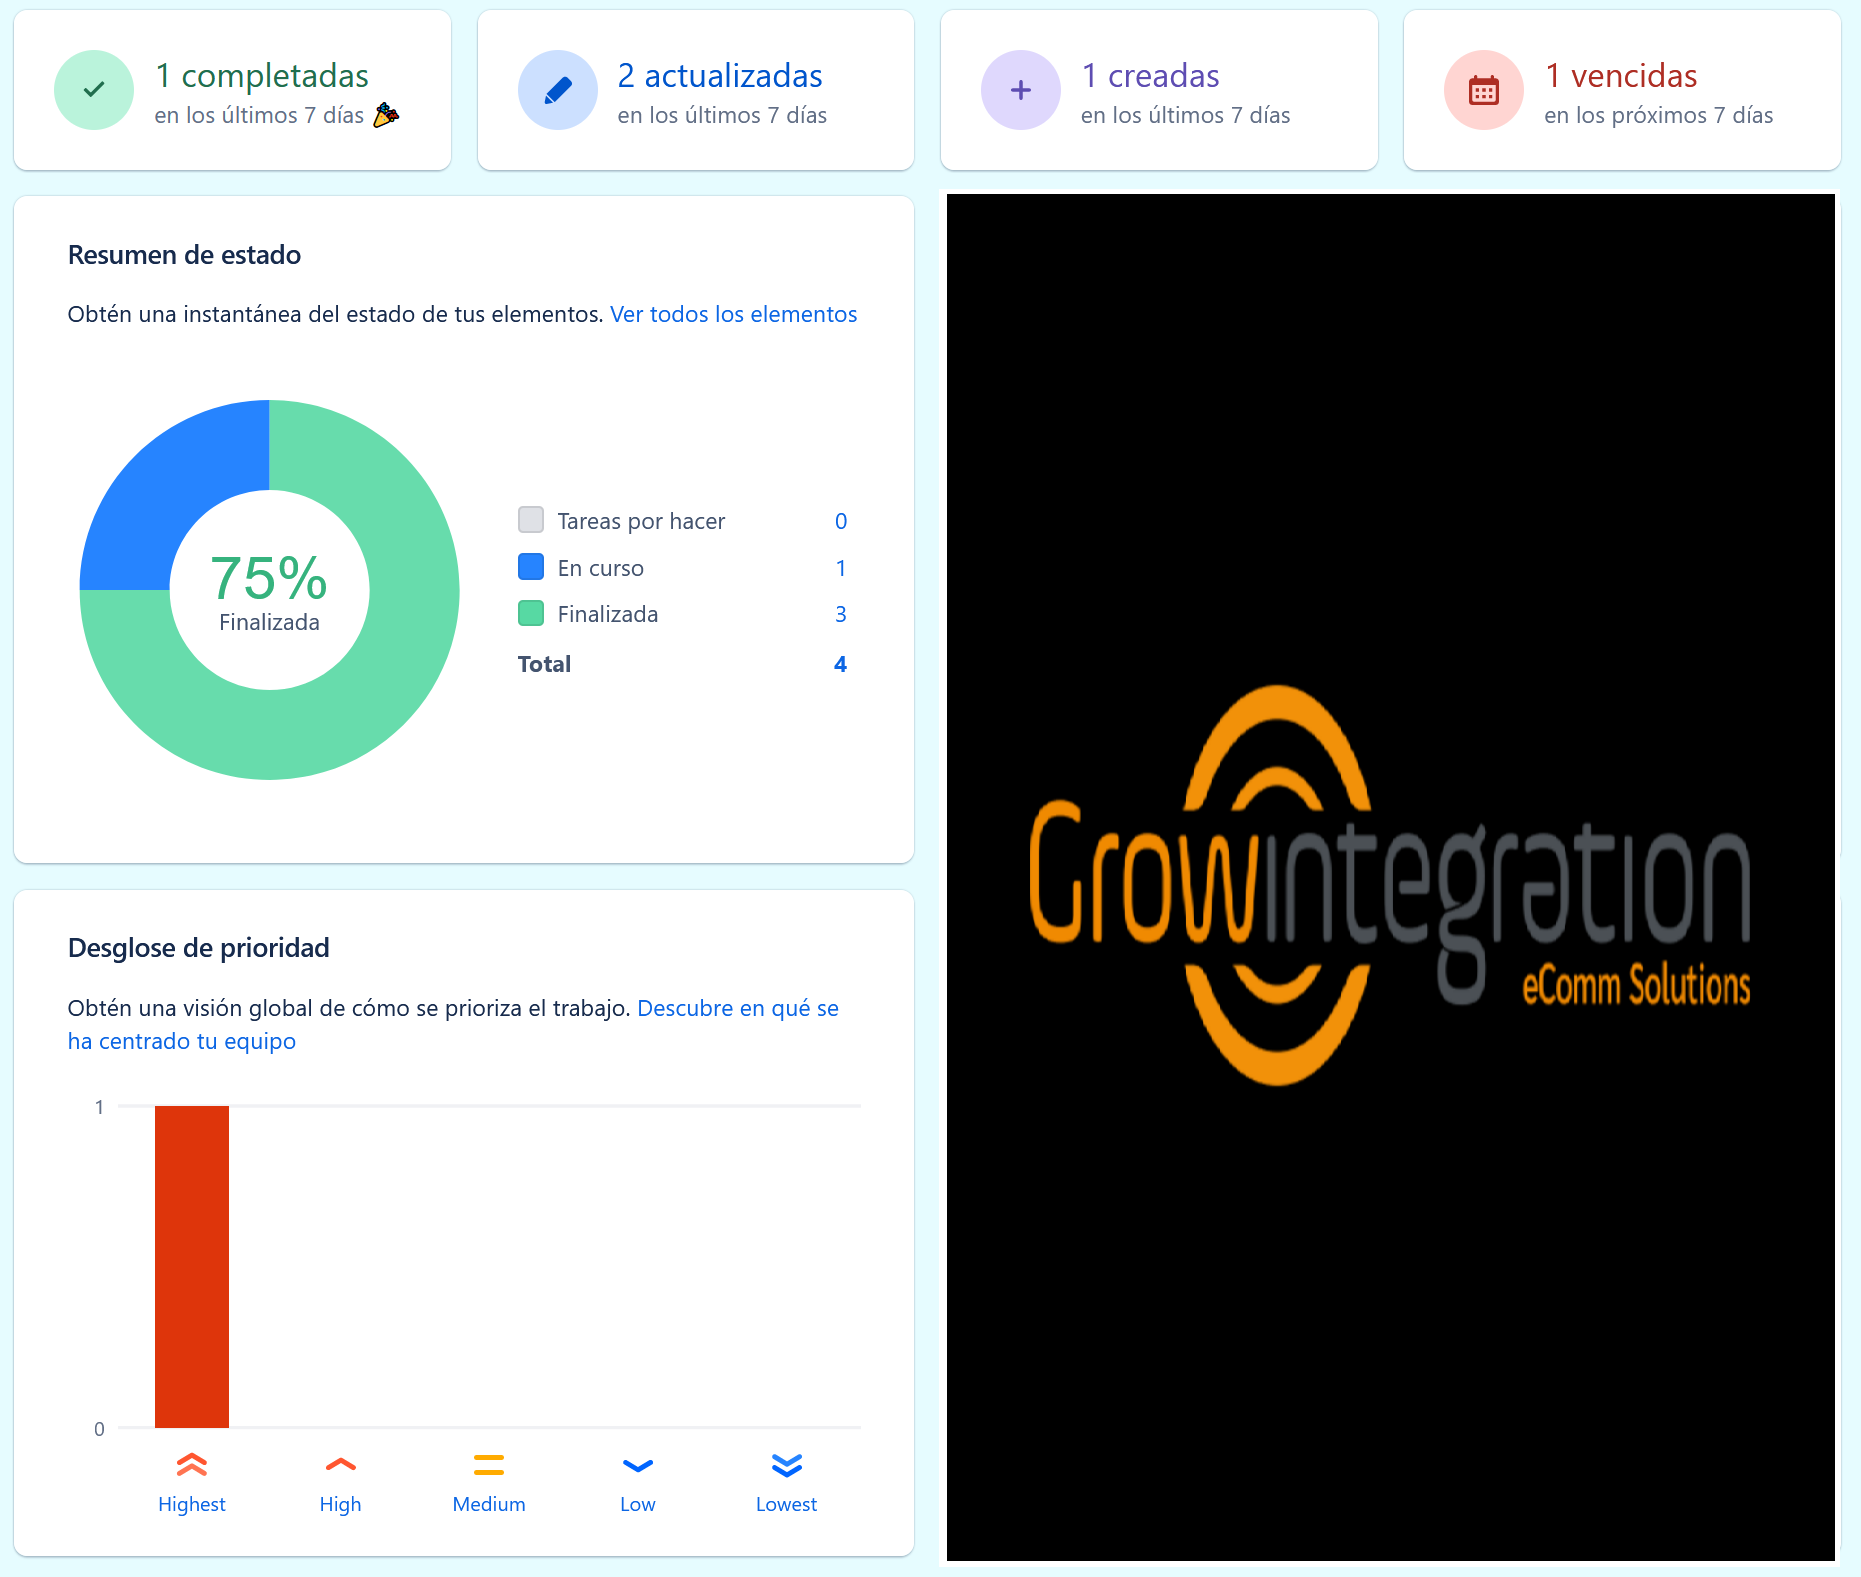 1 completadas
en los últimos 7 días
2 actualizadas
en los últimos 7 días
1 creadas
en los últimos 7 días
1 vencidas
en los próximos 7 días
Resumen de estado
Obtén una instantánea del estado de tus elementos. Ver todos los elementos
75%
Finalizada
Tareas por hacer 0
En curso 1
Finalizada 3
Total 4
Desglose de prioridad
Obtén una visión global de cómo se prioriza el trabajo. Descubre en qué se
ha centrado tu equipo
1
0
Highest High Medium Low Lowest
Growintegration
eComm Solutions